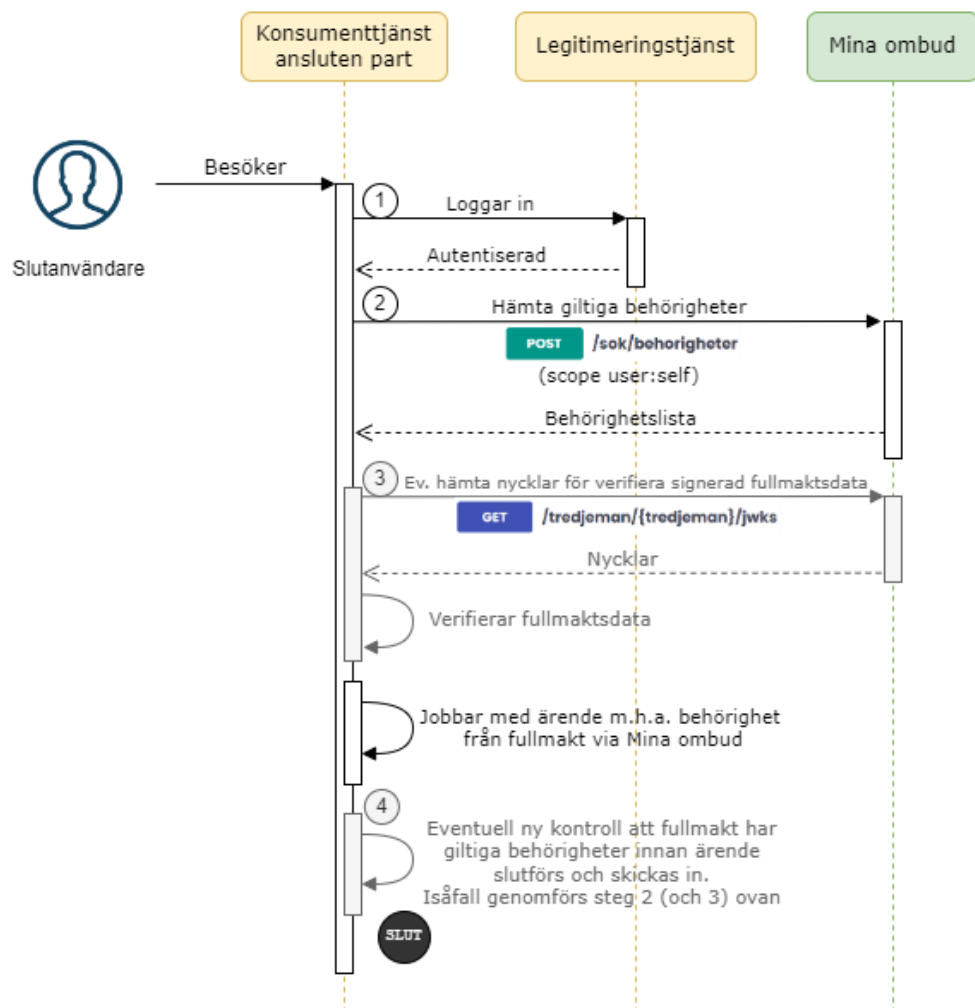 Konsumenttjänst
ansluten part
Legitimeringstjänst
Mina ombud
Besöker
Slutanvändare
1
Loggar in
Autentiserad
2
Hämta giltiga behörigheter
POST /sok/behorigheter
(scope user:self)
Behörighetslista
3
Ev. hämta nycklar för verifiera signerad fullmaktsdata
GET /tredjeman/{tredjeman}/jwks
Nycklar
Verifierar fullmaktsdata
Jobbar med ärende m.h.a. behörighet
från fullmakt via Mina ombud
4
Eventuell ny kontroll att fullmakt har
giltiga behörigheter innan ärende
slutförs och skickas in.
Isåfall genomförs steg 2 (och 3) ovan
SLUT